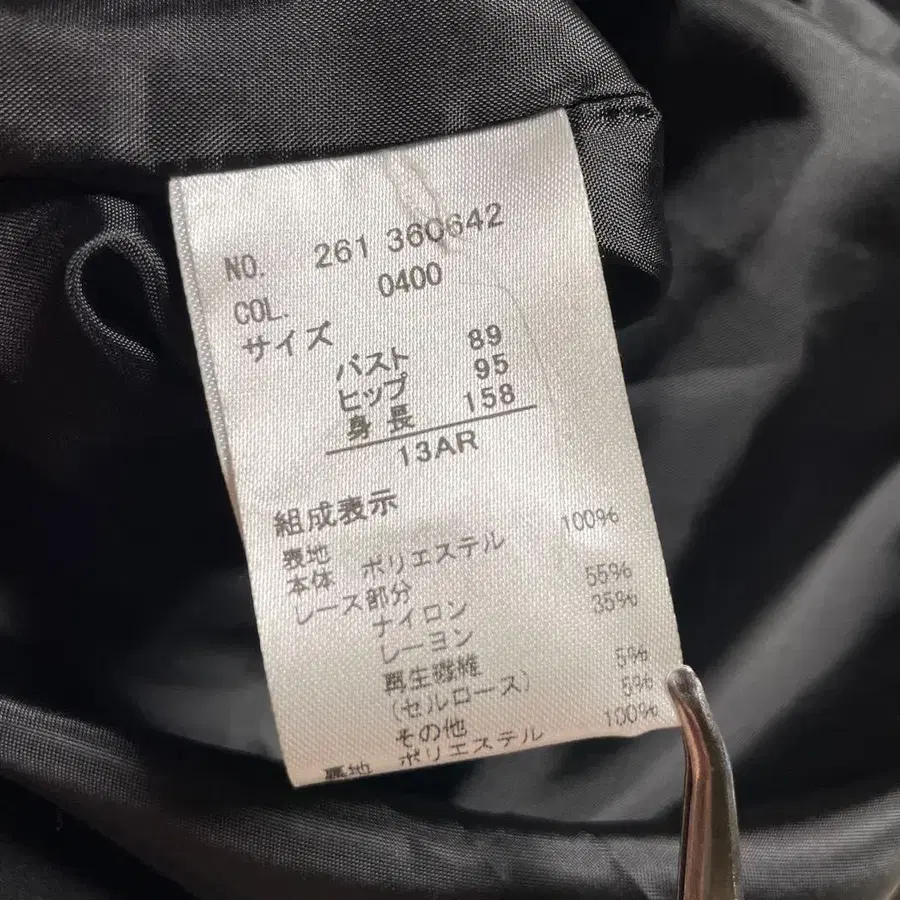 NO. 261 360642
COL. 0400
サイズ
バスト 89
ヒップ 95
身長 158
13AR
組成表示
表地
本体 ポリエステル 100%
レース部分
ナイロン 55%
レーヨン 35%
再生繊維
(セルロース) 5%
その他 5%
裏地 ポリエステル 100%